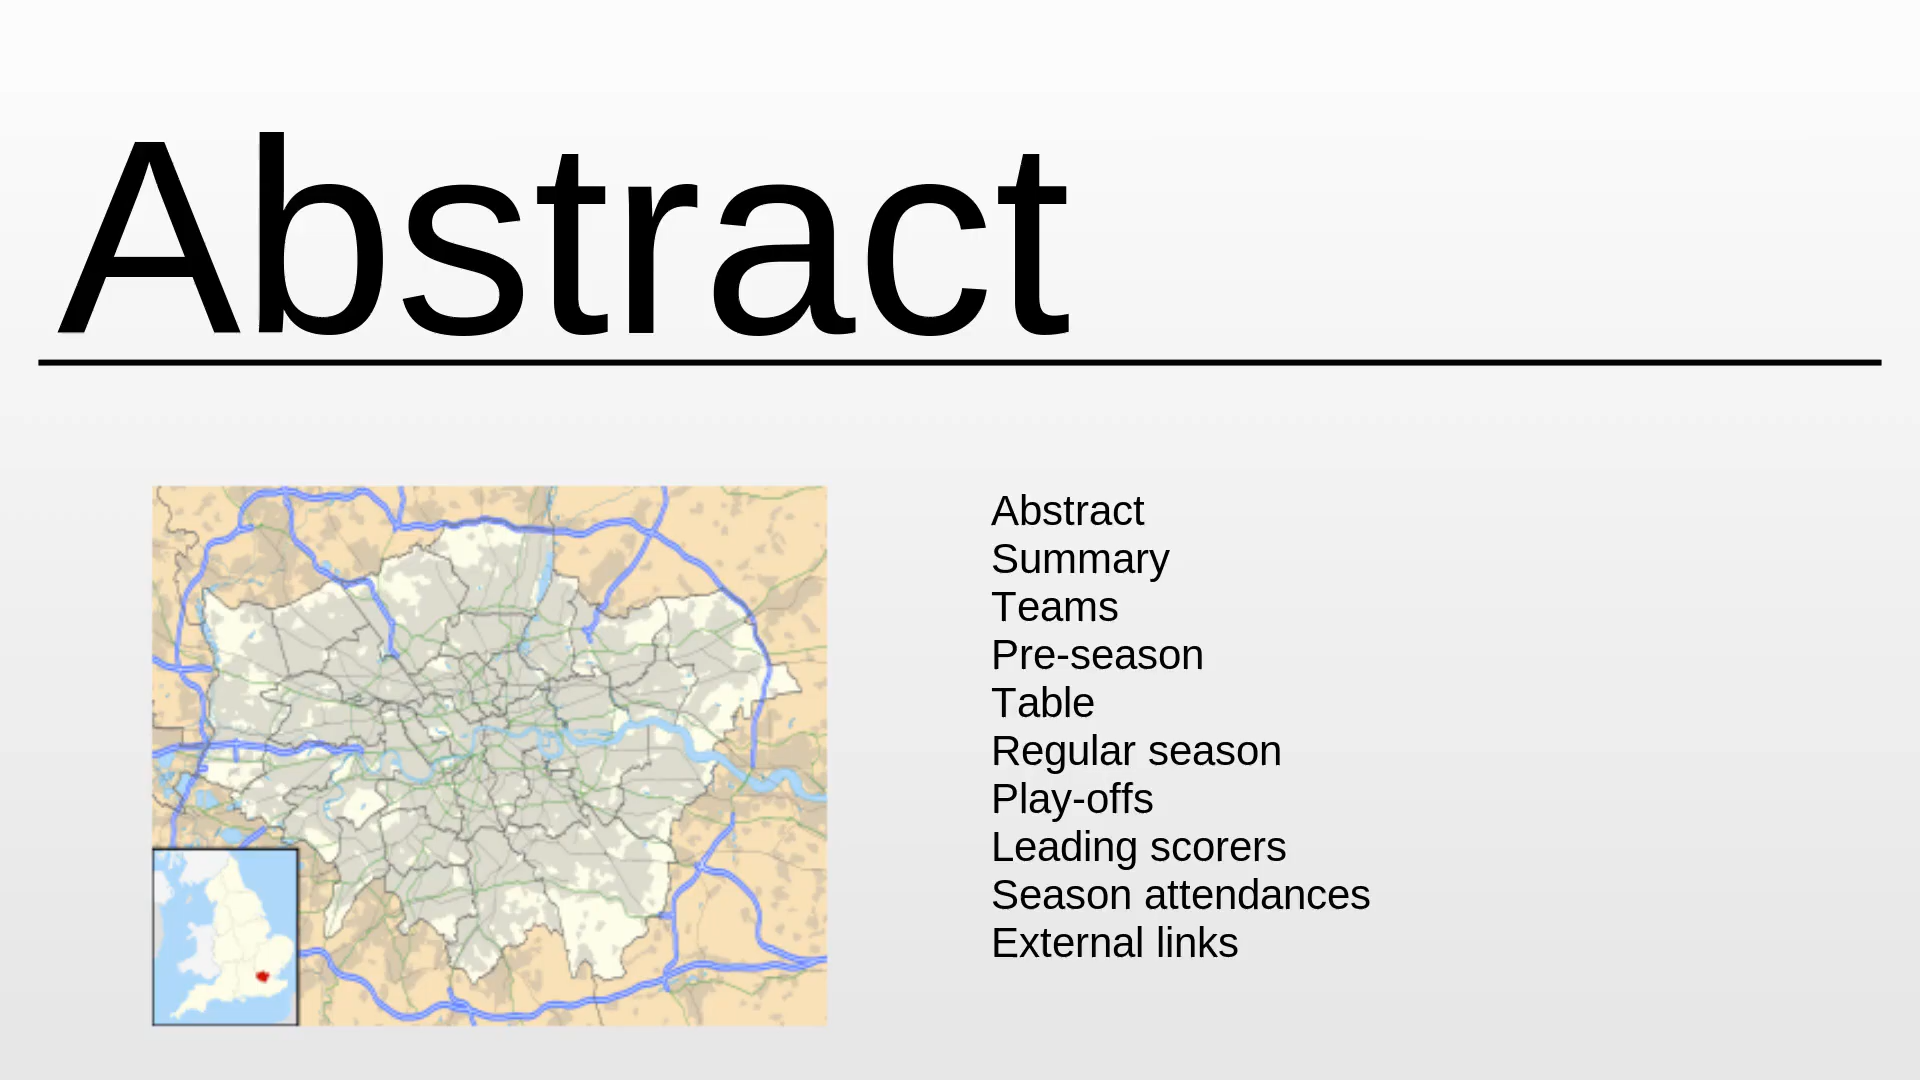 Abstract
Abstract
Summary
Teams
Pre-season
Table
Regular season
Play-offs
Leading scorers
Season attendances
External links